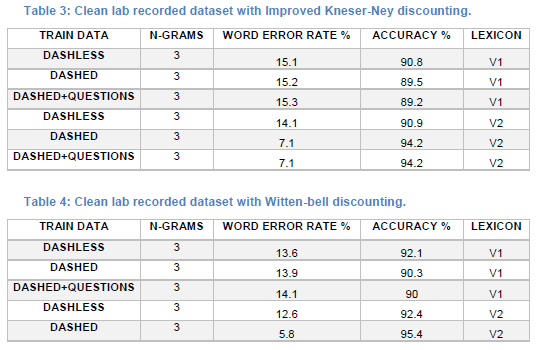 Table 3: Clean lab recorded dataset with Improved Kneser-Ney discounting.
TRAIN DATA N-GRAMS WORD ERROR RATE % ACCURACY % LEXICON
DASHLESS 3 15.1 90.8 V1
DASHED 3 15.2 89.5 V1
DASHED+QUESTIONS 3 15.3 89.2 V1
DASHLESS 3 14.1 90.9 V2
DASHED 3 7.1 94.2 V2
DASHED+QUESTIONS 3 7.1 94.2 V2
Table 4: Clean lab recorded dataset with Witten-bell discounting.
TRAIN DATA N-GRAMS WORD ERROR RATE % ACCURACY % LEXICON
DASHLESS 3 13.6 92.1 V1
DASHED 3 13.9 90.3 V1
DASHED+QUESTIONS 3 14.1 90 V1
DASHLESS 3 12.6 92.4 V2
DASHED 3 5.8 95.4 V2